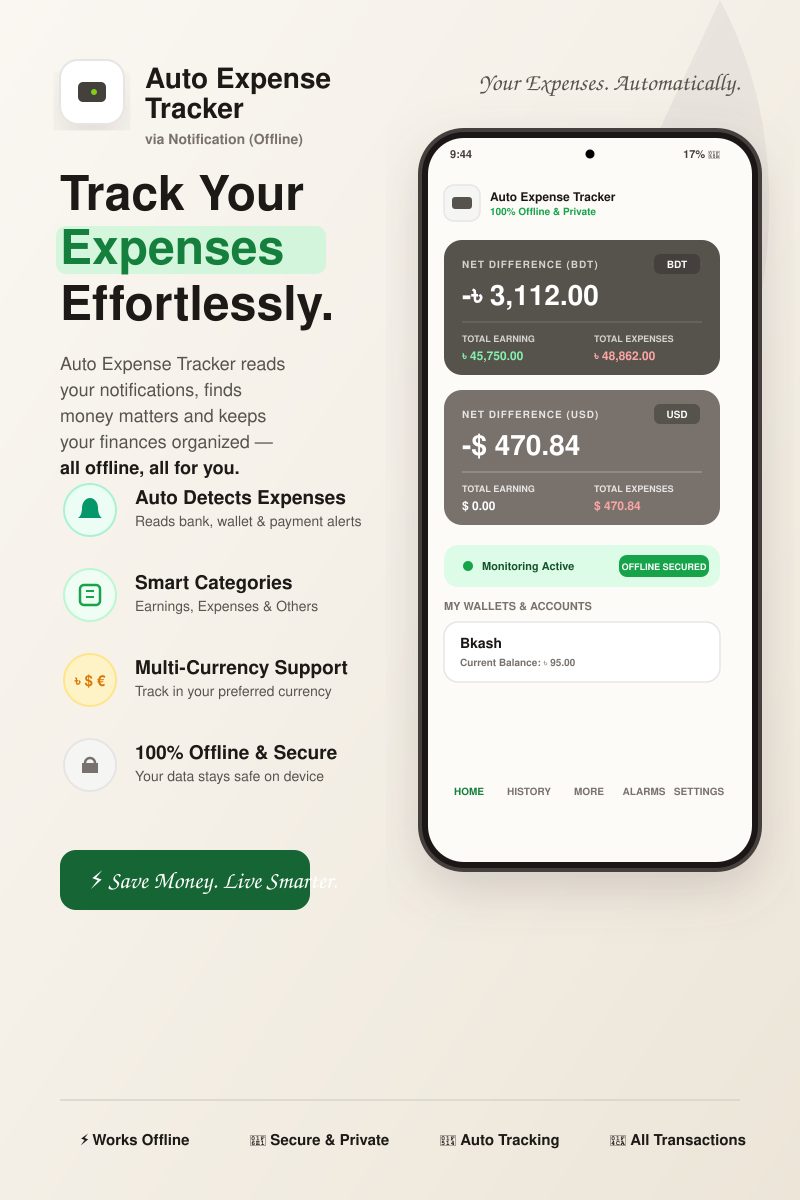 Auto Expense
Tracker
via Notification (Offline)
Your Expenses. Automatically.
Track Your
Expenses
Effortlessly.
Auto Expense Tracker reads
your notifications, finds
money matters and keeps
your finances organized —
all offline, all for you.
Auto Detects Expenses
Reads bank, wallet & payment alerts
Smart Categories
Earnings, Expenses & Others
৳ $ €
Multi-Currency Support
Track in your preferred currency
100% Offline & Secure
Your data stays safe on device
⚡ Save Money. Live Smarter.
9:44 17%
Auto Expense Tracker
100% Offline & Private
NET DIFFERENCE (BDT) BDT
-৳ 3,112.00
TOTAL EARNING TOTAL EXPENSES
৳ 45,750.00 ৳ 48,862.00
NET DIFFERENCE (USD) USD
-$ 470.84
TOTAL EARNING TOTAL EXPENSES
$ 0.00 $ 470.84
Monitoring Active OFFLINE SECURED
MY WALLETS & ACCOUNTS
Bkash
Current Balance: ৳ 95.00
HOME HISTORY MORE ALARMS SETTINGS
⚡ Works Offline Secure & Private Auto Tracking All Transactions